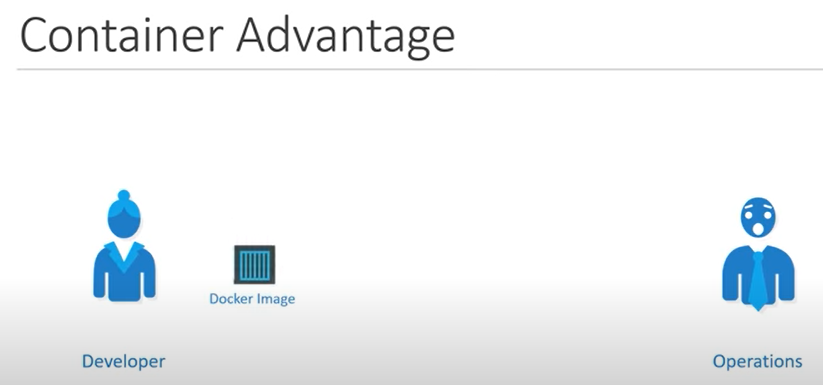 Container Advantage
Docker Image
Developer
Operations